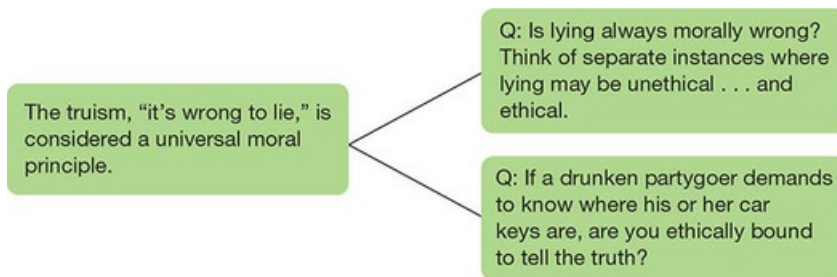 The truism, “it’s wrong to lie,” is
considered a universal moral
principle.
Q: Is lying always morally wrong?
Think of separate instances where
lying may be unethical . . . and
ethical.
Q: If a drunken partygoer demands
to know where his or her car
keys are, are you ethically bound
to tell the truth?